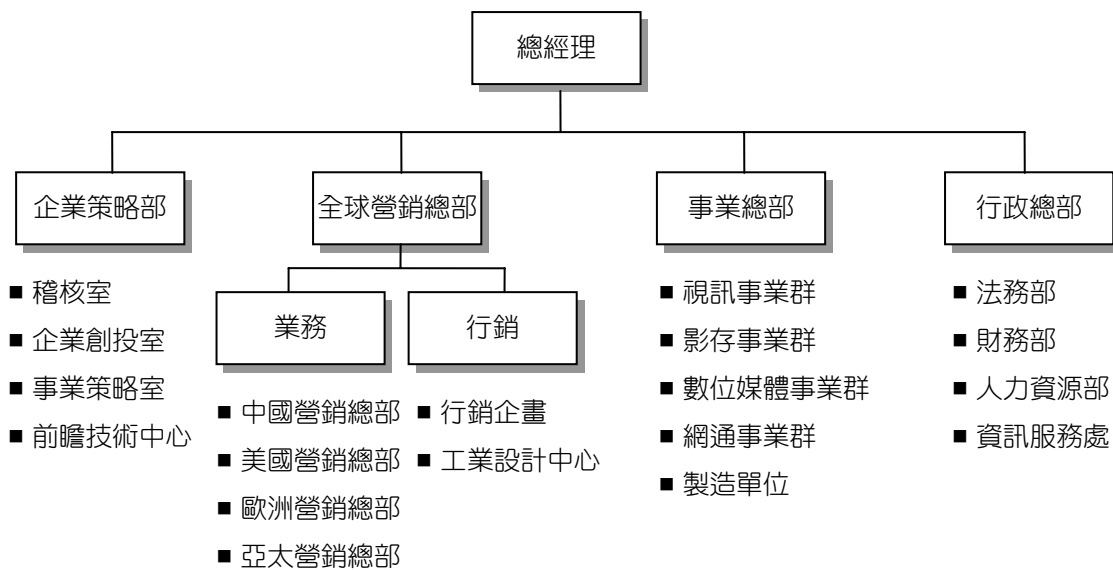 總經理
企業策略部
全球營銷總部
事業總部
行政總部
■ 稽核室
■ 企業創投室
■ 事業策略室
■ 前瞻技術中心
業務
行銷
■ 中國營銷總部
■ 美國營銷總部
■ 歐洲營銷總部
■ 亞太營銷總部
■ 行銷企畫
■ 工業設計中心
■ 視訊事業群
■ 影存事業群
■ 數位媒體事業群
■ 網通事業群
■ 製造單位
■ 法務部
■ 財務部
■ 人力資源部
■ 資訊服務處